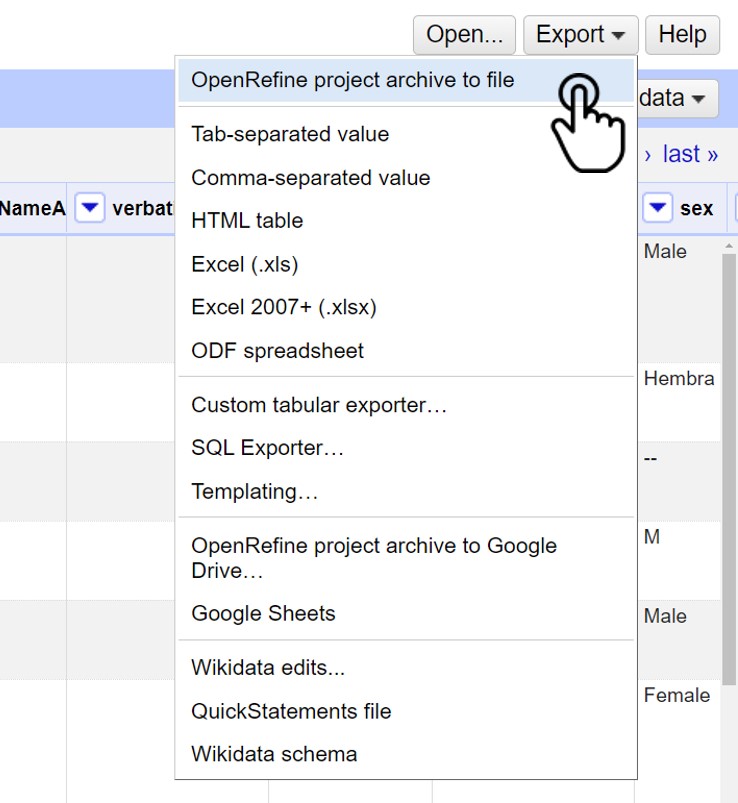 Open... Export Help
OpenRefine project archive to file
data
Tab-separated value
› last »
Comma-separated value
NameA verbat sex
HTML table
Male
Excel (.xls)
Excel 2007+ (.xlsx)
ODF spreadsheet
Hembra
Custom tabular exporter…
SQL Exporter…
--
Templating…
M
OpenRefine project archive to Google
Drive…
Google Sheets
Male
Wikidata edits...
Female
QuickStatements file
Wikidata schema